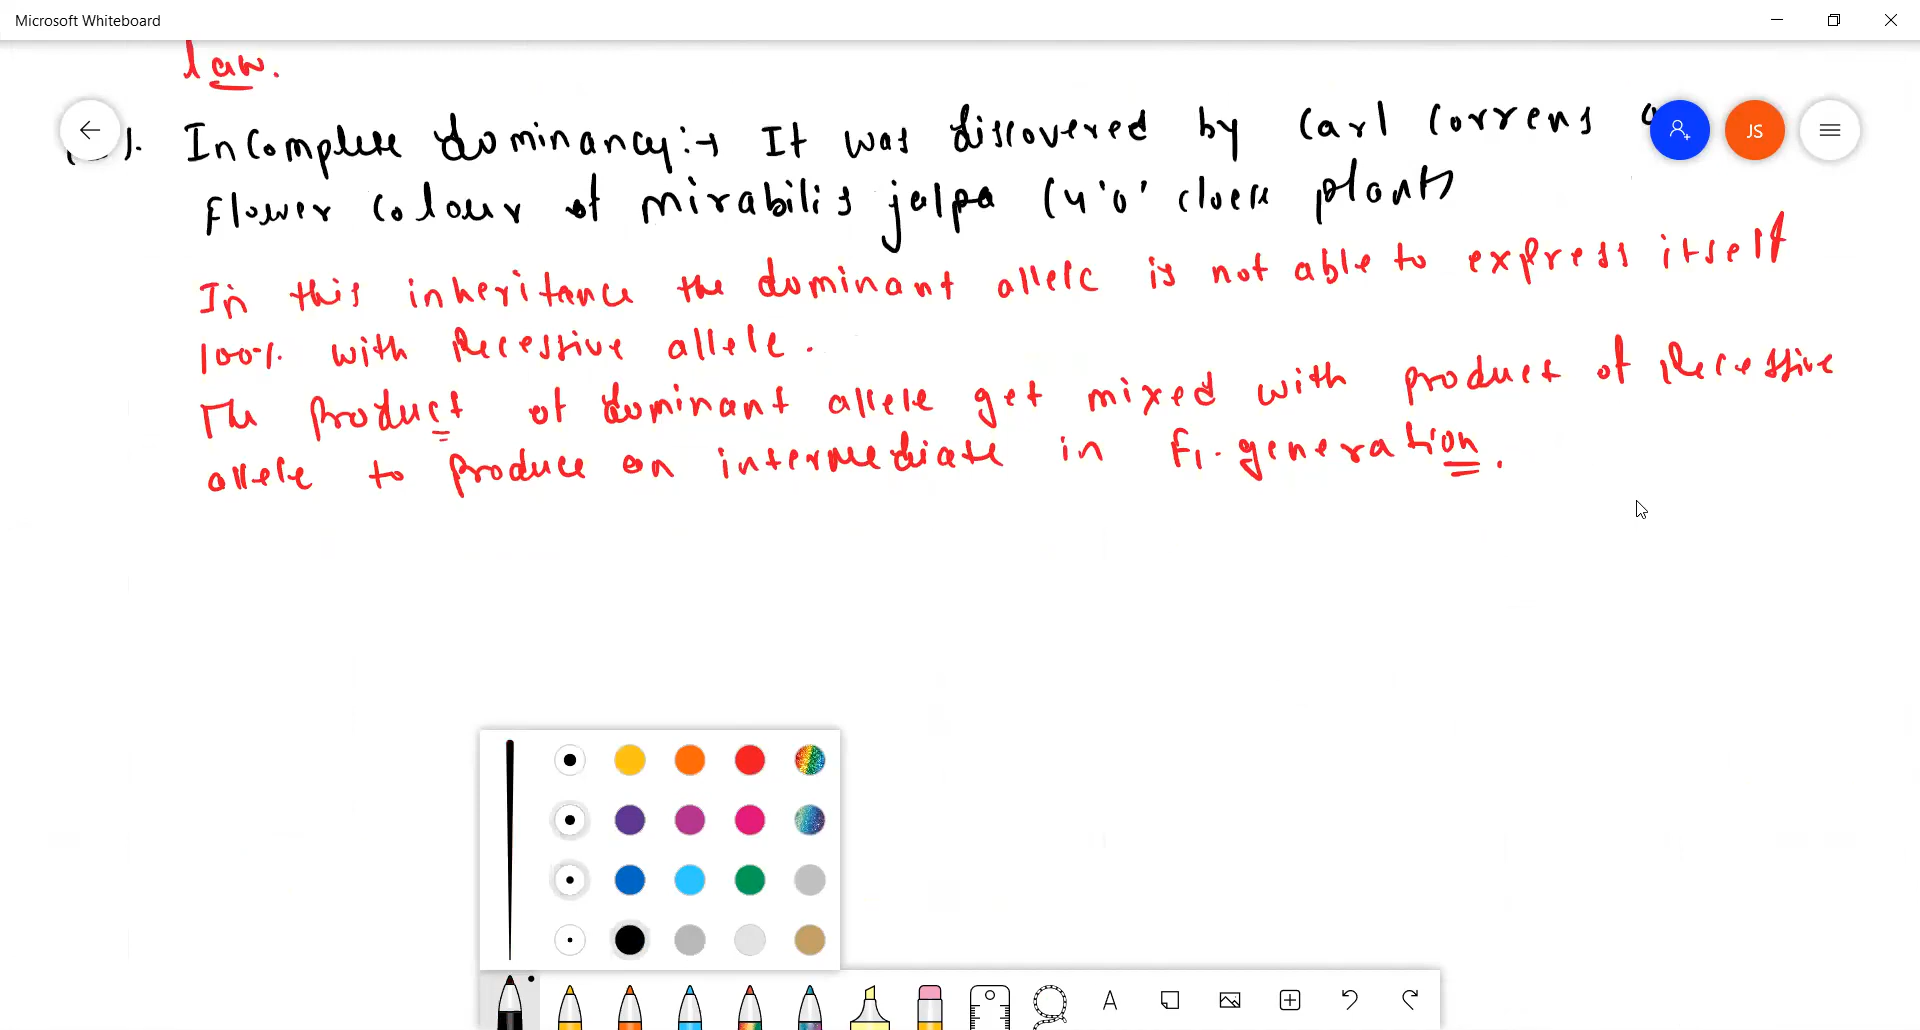 Microsoft Whiteboard
law.
Incomplete dominancy:→ It was discovered by Carl Correns
JS
Flower colour of mirabilis jalpa (4'0' clock plant)
In this inheritance the dominant allele is not able to express itself
100% with Recessive allele.
The product of dominant allele get mixed with product of Recessive
allele to produce an intermediate in F1. generation.
A